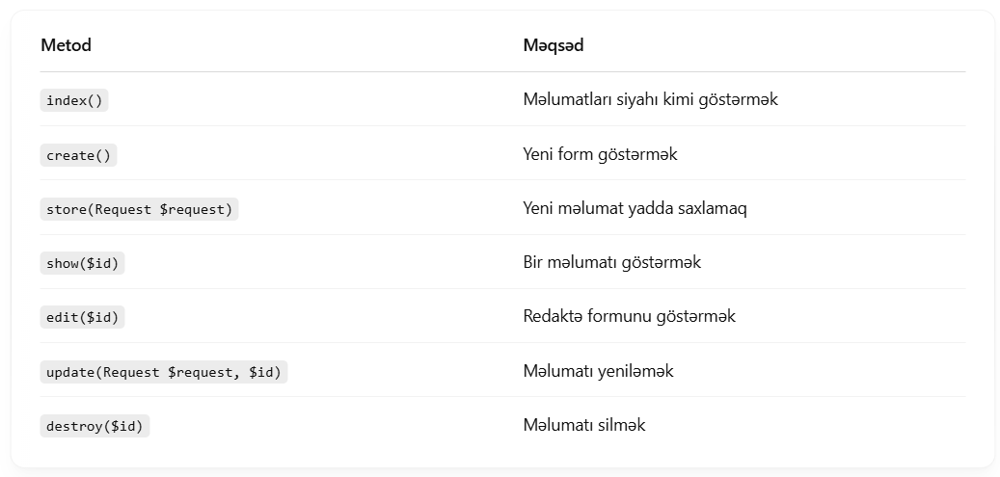 Metod Məqsəd
index() Məlumatları siyahı kimi göstərmək
create() Yeni form göstərmək
store(Request $request) Yeni məlumat yadda saxlamaq
show($id) Bir məlumatı göstərmək
edit($id) Redaktə formunu göstərmək
update(Request $request, $id) Məlumatı yeniləmək
destroy($id) Məlumatı silmək